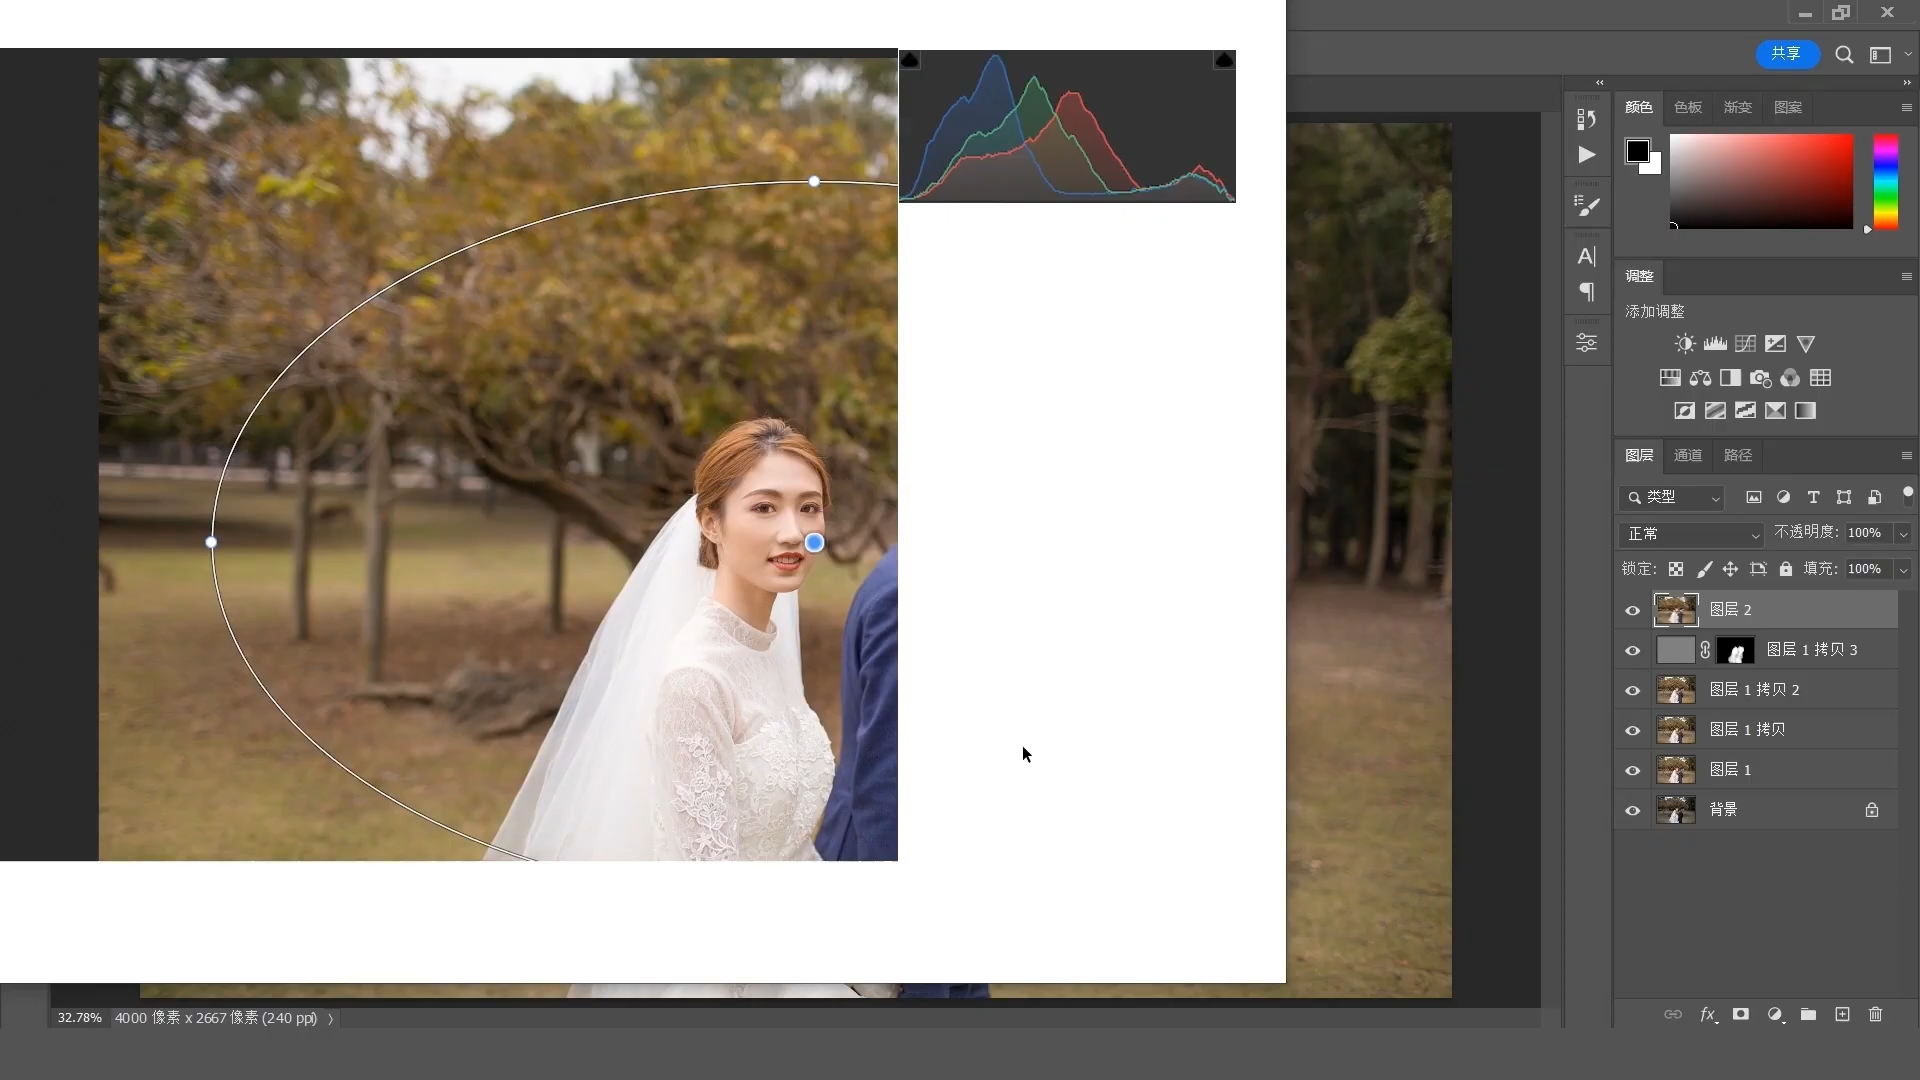 共享
颜色 色板 渐变 图案
调整
添加调整
图层 通道 路径
类型
正常 不透明度: 100%
锁定: 填充: 100%
图层 2
图层 1 拷贝 3
图层 1 拷贝 2
图层 1 拷贝
图层 1
背景
fx
32.78% 4000 像素 x 2667 像素 (240 ppi)